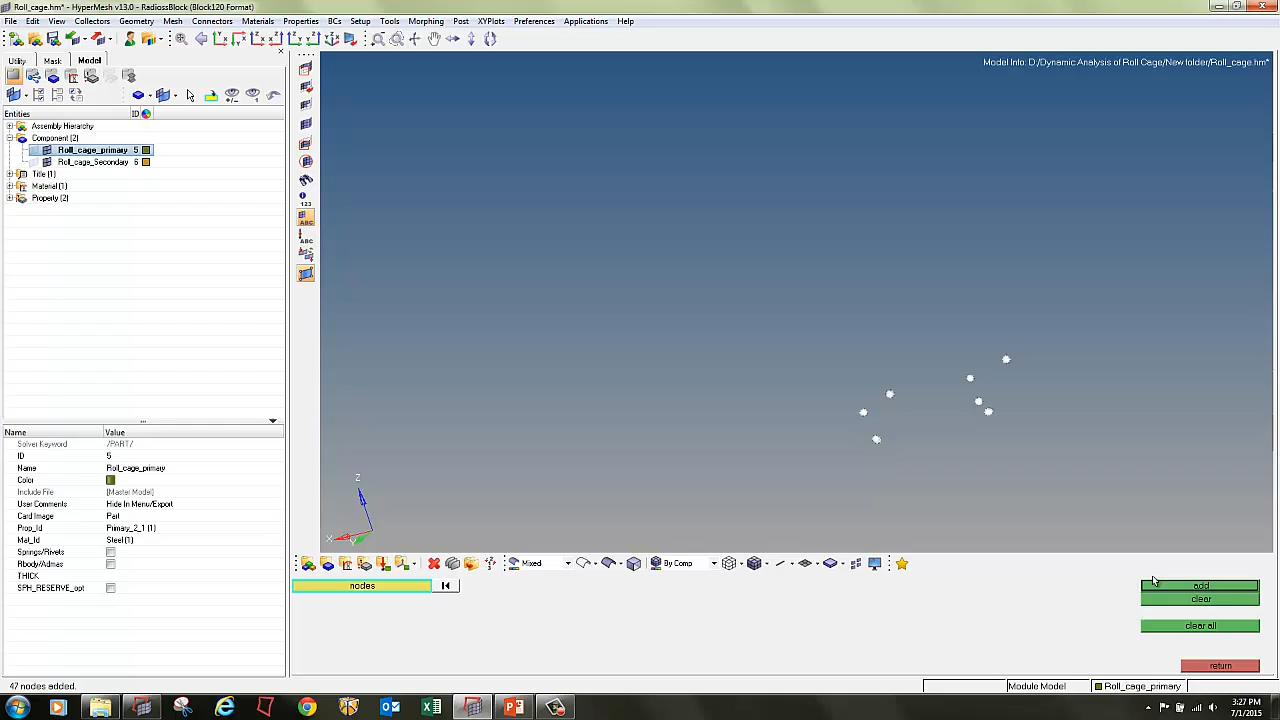 Roll_cage.hm* - HyperMesh v13.0 - RadiossBlock (Block120 Format)
File Edit View Collectors Geometry Mesh Connectors Materials Properties BCs Setup Tools Morphing Post XYPlots Preferences Applications Help
Utility Mask Model
Model Info: D:/Dynamic Analysis of Roll Cage/New folder/Roll_cage.hm*
Entities ID
Assembly Hierarchy
Component (2)
Roll_cage_primary 5
Roll_cage_Secondary 6
Title (1)
Material (1)
Property (2)
123
ABC
ABC
Name Value
Solver Keyword /PART/
ID 5
Name Roll_cage_primary
Color
Include File [Master Model]
User Comments Hide In Menu/Export
Card Image Part
Prop_Id Primary_2_1 (1)
Mat_Id Steel (1)
Springs/Rivets
Rbody/Admas
THICK
SPH_RESERVE_opt
Z
X
Y
Mixed By Comp
nodes
add
clear
clear all
return
47 nodes added.
Module Model Roll_cage_primary
3:27 PM
7/1/2015